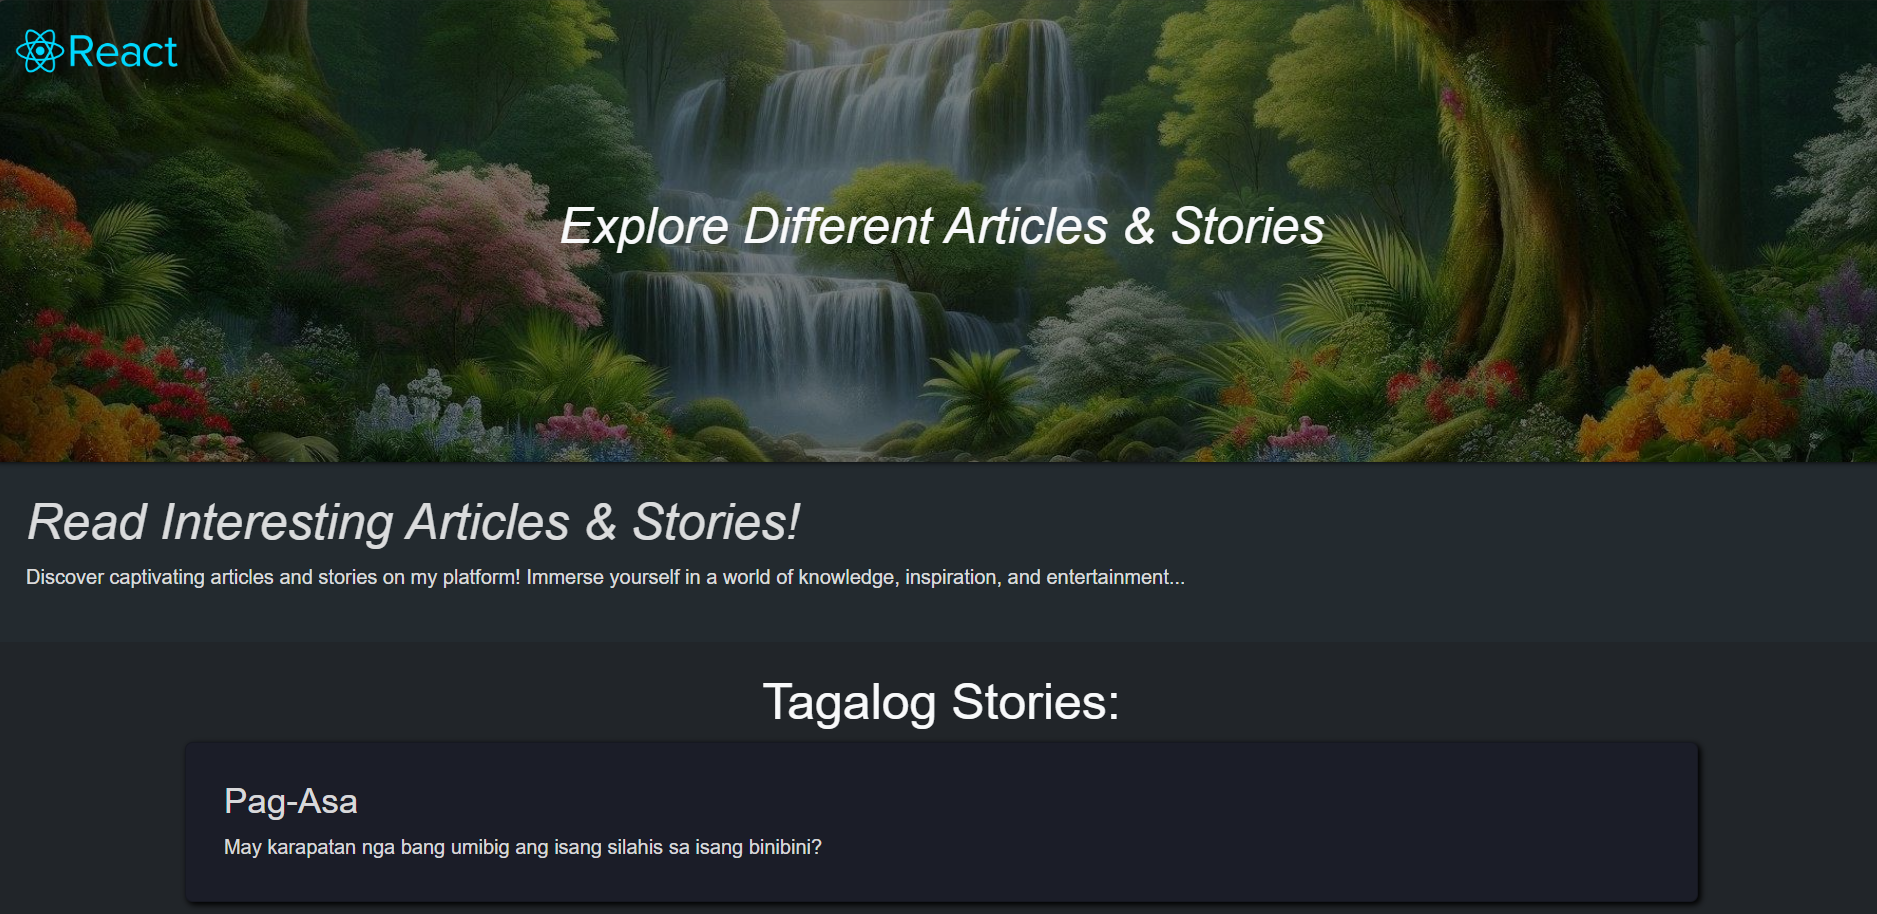 React
Explore Different Articles & Stories
Read Interesting Articles & Stories!
Discover captivating articles and stories on my platform! Immerse yourself in a world of knowledge, inspiration, and entertainment...
Tagalog Stories:
Pag-Asa
May karapatan nga bang umibig ang isang silahis sa isang binibini?